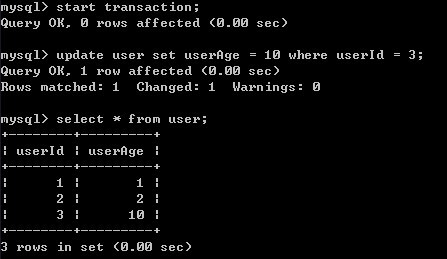 mysql> start transaction;
Query OK, 0 rows affected (0.00 sec)
mysql> update user set userAge = 10 where userId = 3;
Query OK, 1 row affected (0.00 sec)
Rows matched: 1  Changed: 1  Warnings: 0
mysql> select * from user;
+--------+---------+
| userId | userAge |
+--------+---------+
|      1 |       1 |
|      2 |       2 |
|      3 |      10 |
+--------+---------+
3 rows in set (0.00 sec)